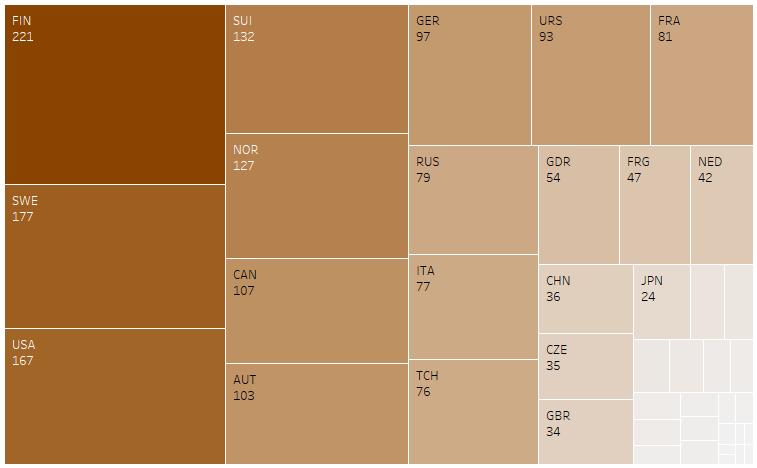 FIN
221
SWE
177
USA
167
SUI
132
NOR
127
CAN
107
AUT
103
GER
97
URS
93
FRA
81
RUS
79
ITA
77
TCH
76
GDR
54
FRG
47
NED
42
CHN
36
CZE
35
GBR
34
JPN
24